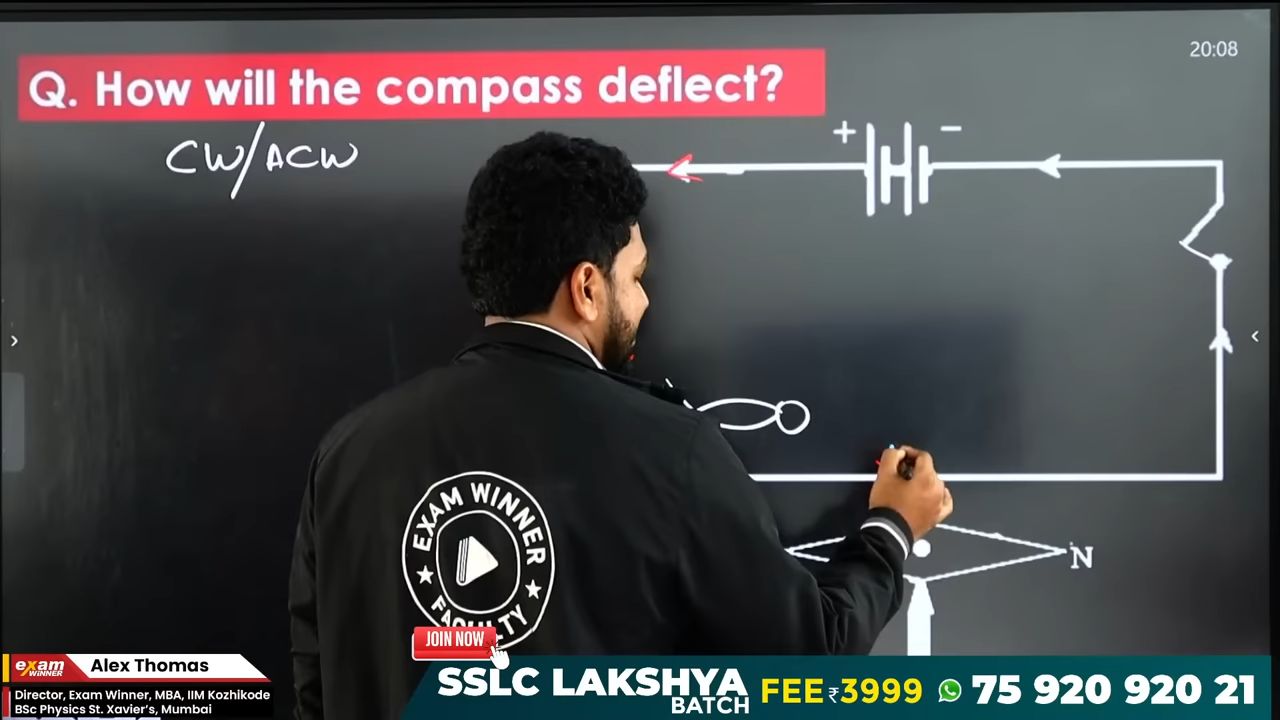 20:08
Q. How will the compass deflect?
CW/ACW
+ −
N
EXAM WINNER
FACULTY
JOIN NOW
exam WINNER
Alex Thomas
Director, Exam Winner, MBA, IIM Kozhikode
BSc Physics St. Xavier's, Mumbai
SSLC LAKSHYA
BATCH
FEE ₹3999
75 920 920 21